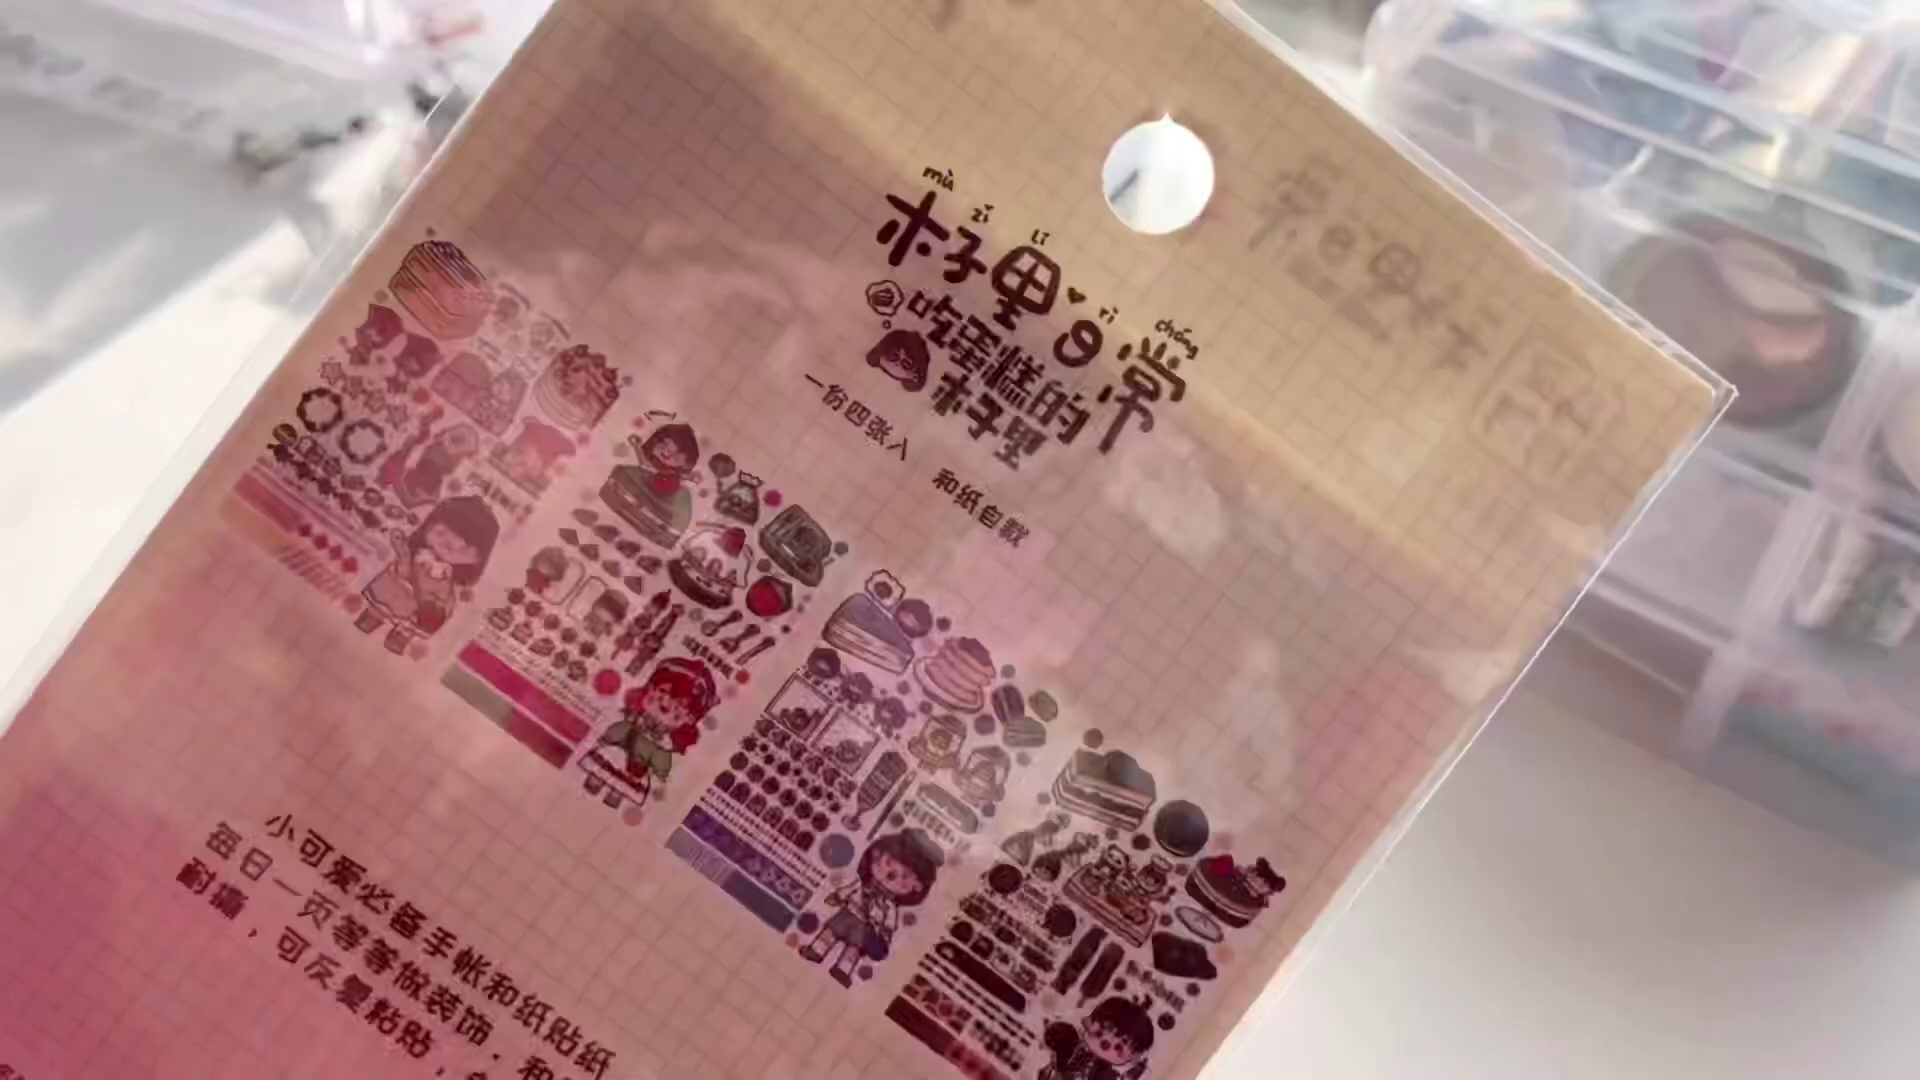 mù zǐ lǐ rì cháng
木子里日常
吃蛋糕的
木子里
一份四张入 和纸自裁
小可爱必备手帐和纸贴纸
每日一页等等做装饰
耐撕，可反复粘贴，